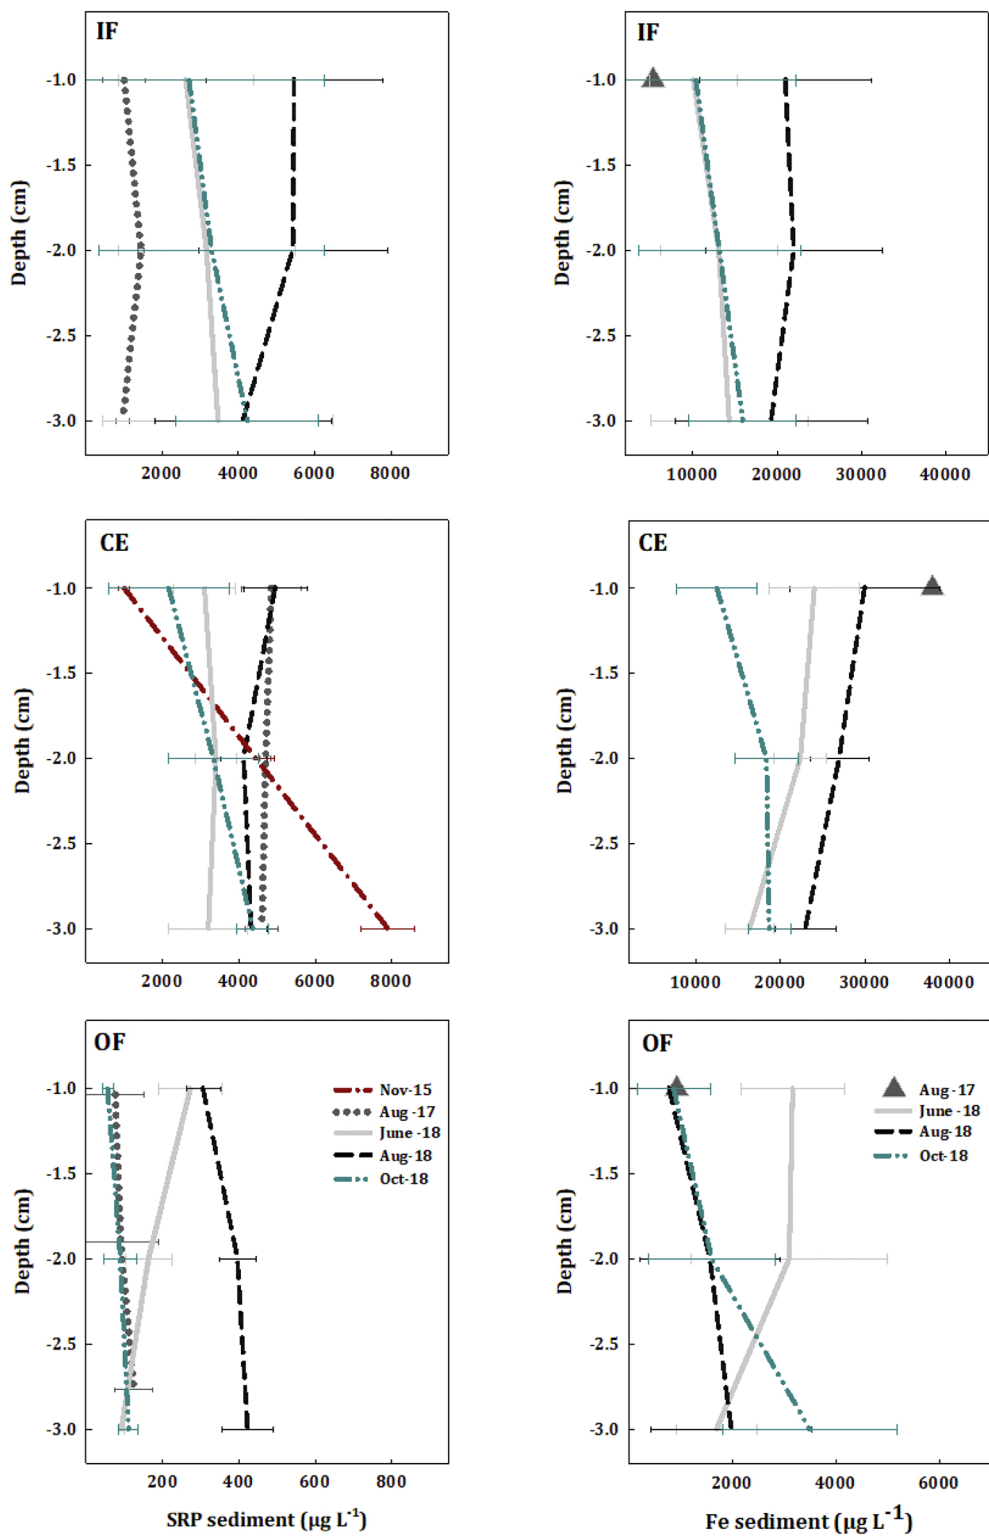 IF
-1.0
-1.5
-2.0
-2.5
-3.0
Depth (cm)
2000 4000 6000 8000
IF
-1.0
-1.5
-2.0
-2.5
-3.0
Depth (cm)
10000 20000 30000 40000
CE
-1.0
-1.5
-2.0
-2.5
-3.0
Depth (cm)
2000 4000 6000 8000
CE
-1.0
-1.5
-2.0
-2.5
-3.0
Depth (cm)
10000 20000 30000 40000
OF
-1.0
-1.5
-2.0
-2.5
-3.0
Depth (cm)
Nov-15
Aug-17
June-18
Aug-18
Oct-18
200 400 600 800
SRP sediment (µg L⁻¹)
OF
-1.0
-1.5
-2.0
-2.5
-3.0
Depth (cm)
Aug-17
June-18
Aug-18
Oct-18
2000 4000 6000
Fe sediment (µg L⁻¹)